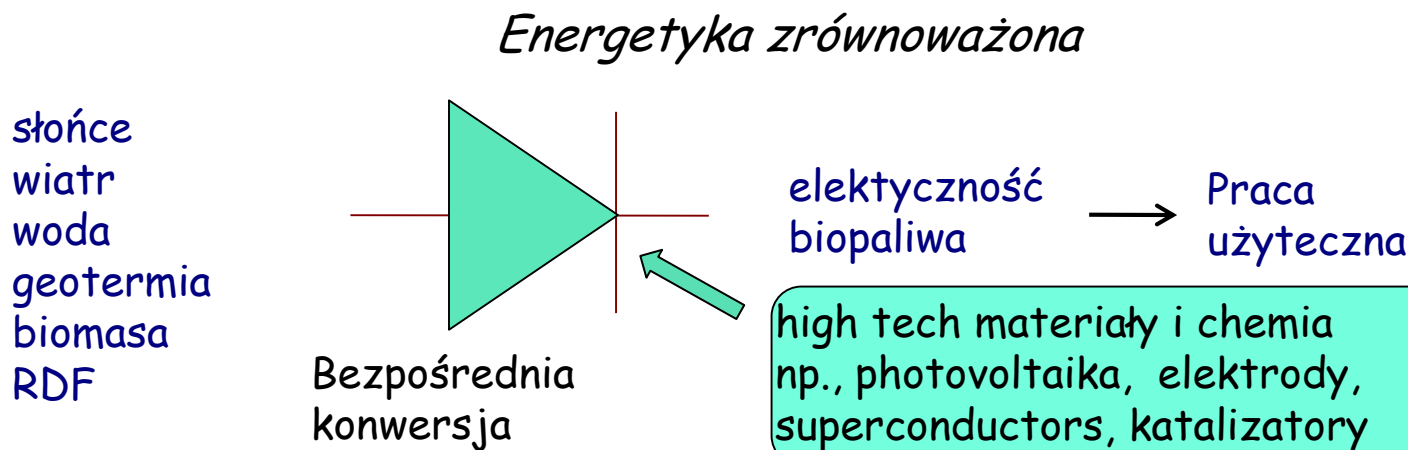 Energetyka zrównoważona
słońce
wiatr
woda
geotermia
biomasa
RDF
Bezpośrednia
konwersja
elektyczność
biopaliwa
Praca
użyteczna
high tech materiały i chemia
np., photovoltaika, elektrody,
superconductors, katalizatory